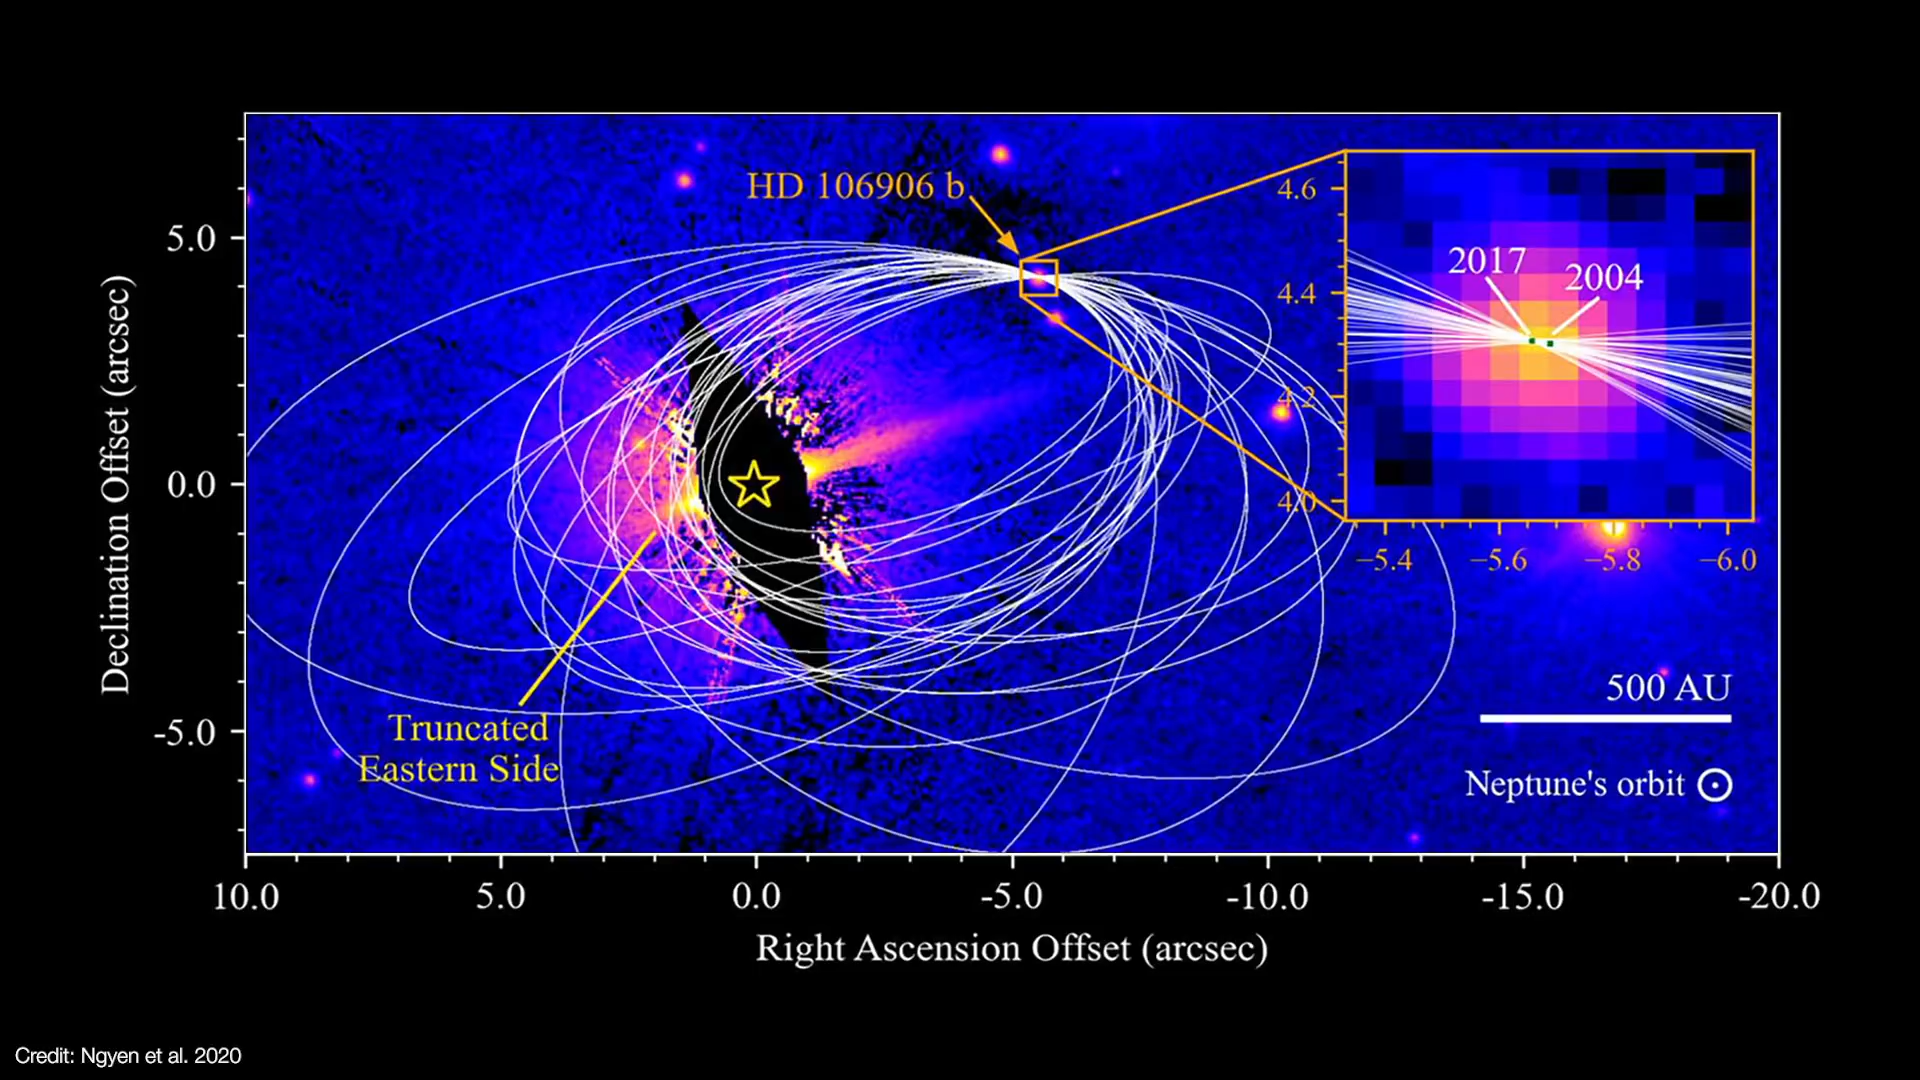 HD 106906 b
2017
2004
4.6
4.4
4.2
4.0
−5.4
−5.6
−5.8
−6.0
Truncated
Eastern Side
500 AU
Neptune's orbit
Declination Offset (arcsec)
5.0
0.0
-5.0
10.0
5.0
0.0
-5.0
-10.0
-15.0
-20.0
Right Ascension Offset (arcsec)
Credit: Ngyen et al. 2020